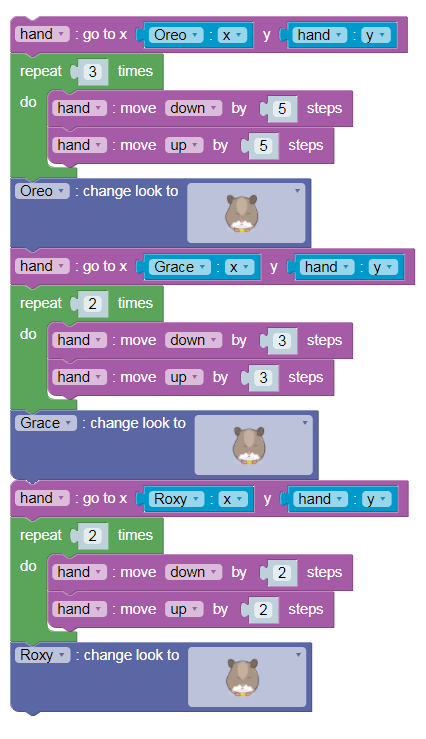 hand : go to x Oreo : x y hand : y
repeat 3 times
do hand : move down by 5 steps
hand : move up by 5 steps
Oreo : change look to
hand : go to x Grace : x y hand : y
repeat 2 times
do hand : move down by 3 steps
hand : move up by 3 steps
Grace : change look to
hand : go to x Roxy : x y hand : y
repeat 2 times
do hand : move down by 2 steps
hand : move up by 2 steps
Roxy : change look to